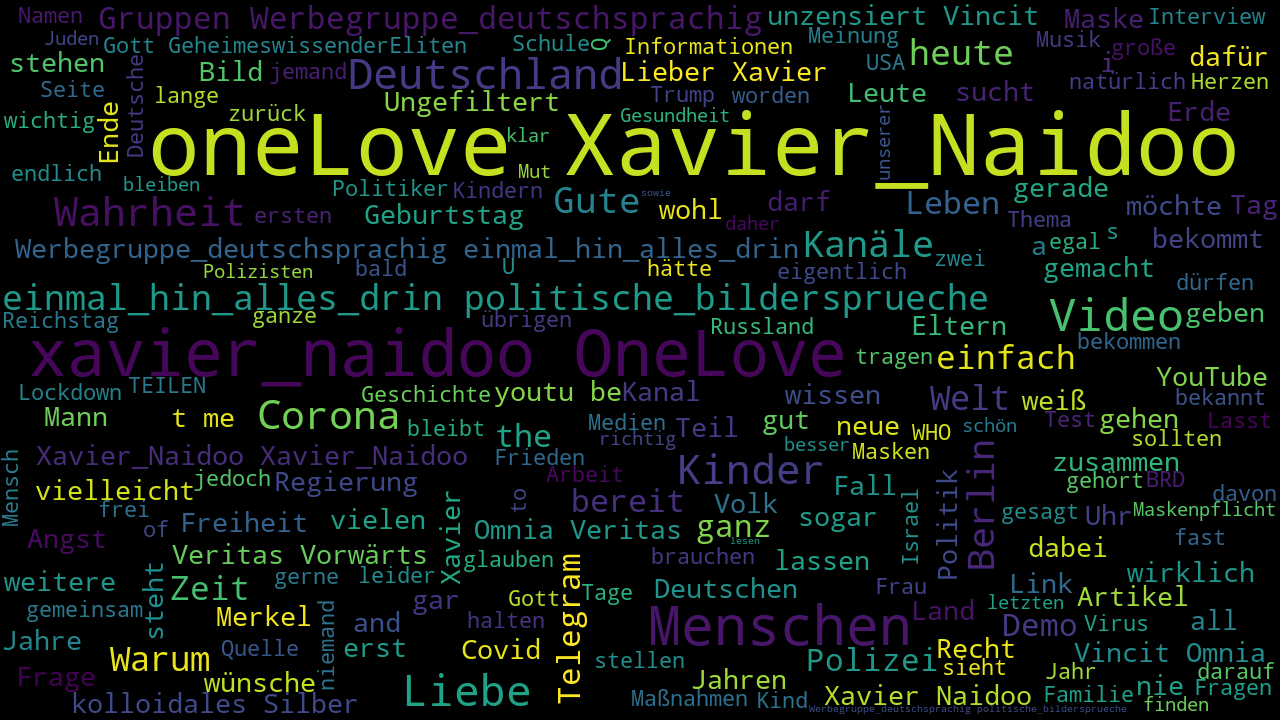 Namen
Gruppen Werbegruppe_deutschsprachig
unzensiert Vincit
Maske
Interview
Juden
Gott
GeheimeswissenderEliten
Schule
Q
Informationen
Meinung
heute
Musik
i
große
dafür
stehen
Deutscher
Bild
jemand
Deutschland
Lieber Xavier
USA
natürlich
Herzen
Seite
lange
Ungefiltert
Trump
worden
Leute
sucht
Erde
wichtig
Ende
zurück
klar
Gesundheit
unserer
oneLove Xavier_Naidoo
endlich
bleiben
Mut
Politiker
Kindern
Gute
sowie
wohl
darf
Leben
gerade
möchte
Tag
Wahrheit
ersten
Geburtstag
daher
Thema
Werbegruppe_deutschsprachig einmal_hin_alles_drin
Kanäle
zwei
a
egal
s
bekommt
Polizisten
bald
U
hätte
eigentlich
gemacht
dürfen
einmal_hin_alles_drin politische_bildersprueche
Video
geben
Reichstag
ganze
übrigen
Russland
Eltern
bekommen
xavier_naidoo OneLove
tragen
einfach
YouTube
Lockdown
TEILEN
Geschichte
youtu be
Kanal
wissen
Welt
weiß
bekannt
Mann
t me
Corona
bleibt
the
Medien
richtig
Teil
gut
besser
neue
Masken
WHO
schön
Test
gehen
Lasst
sollten
Mensch
Xavier_Naidoo Xavier_Naidoo
Frieden
Berlin
zusammen
vielleicht
jedoch
Regierung
Arbeit
Kinder
Fall
Politik
gehört
BRD
davon
frei
of
Freiheit
vielen
Xavier
to
bereit
Volk
sogar
Israel
gesagt
Uhr
Maskenpflicht
Angst
Omnia Veritas
ganz
lesen
fast
Veritas Vorwärts
glauben
brauchen
lassen
dabei
weitere
steht
Zeit
gerne
leider
Telegram
Tage
Deutschen
Frau
Link
wirklich
gemeinsam
niemand
gar
Gott
Land
letzten
Artikel
Merkel
and
halten
Menschen
Demo
Virus
all
Jahre
Warum
Quelle
erst
Covid
stellen
Polizei
Recht
sieht
Vincit Omnia
Frage
wünsche
Jahren
Jahr
darauf
kolloidales Silber
Liebe
Maßnahmen
Kind
Xavier Naidoo
Familie
nie
Fragen
finden
Werbegruppe_deutschsprachig politische_bildersprueche